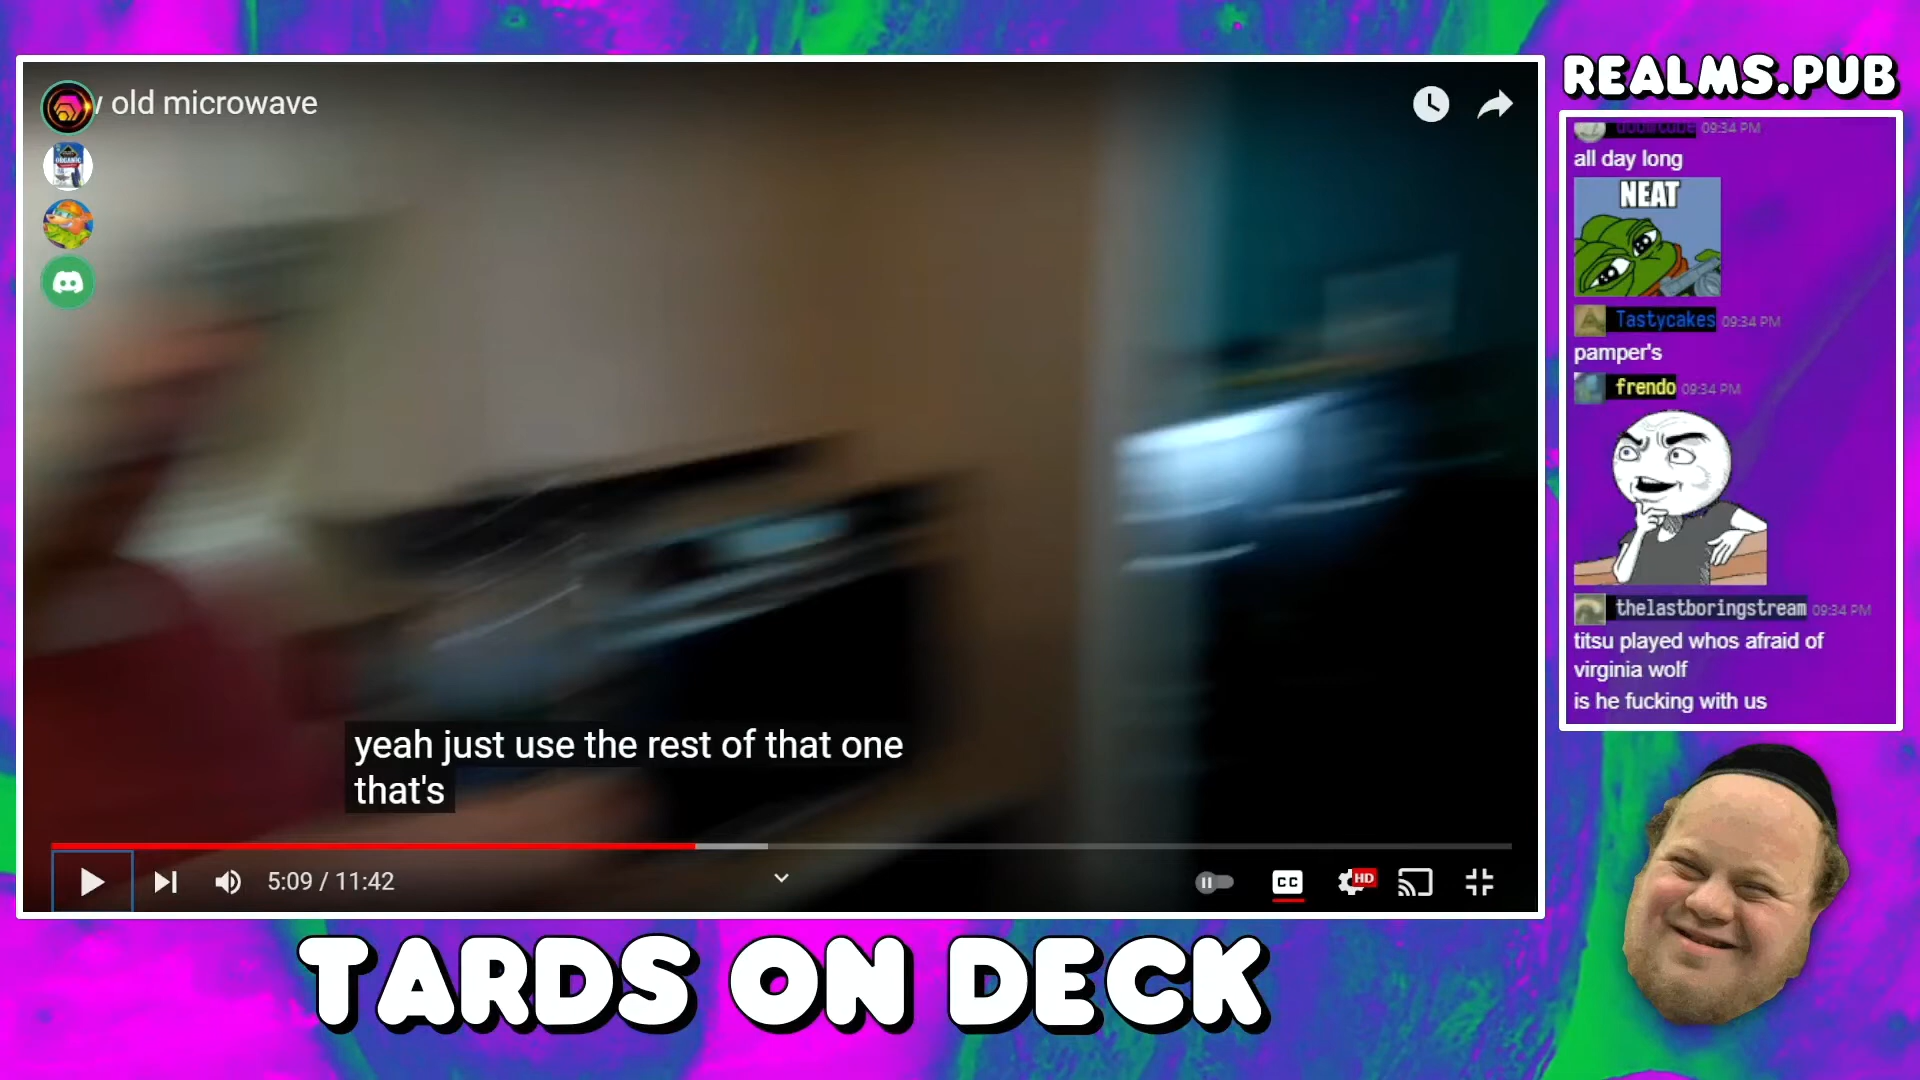 REALMS.PUB
y old microwave
ORGANIC
09:34 PM
all day long
NEAT
Tastycakes 09:34 PM
pamper's
frendo 09:34 PM
thelastboringstream 09:34 PM
titsu played whos afraid of
virginia wolf
is he fucking with us
yeah just use the rest of that one
that's
5:09 / 11:42
CC
HD
TARDS ON DECK